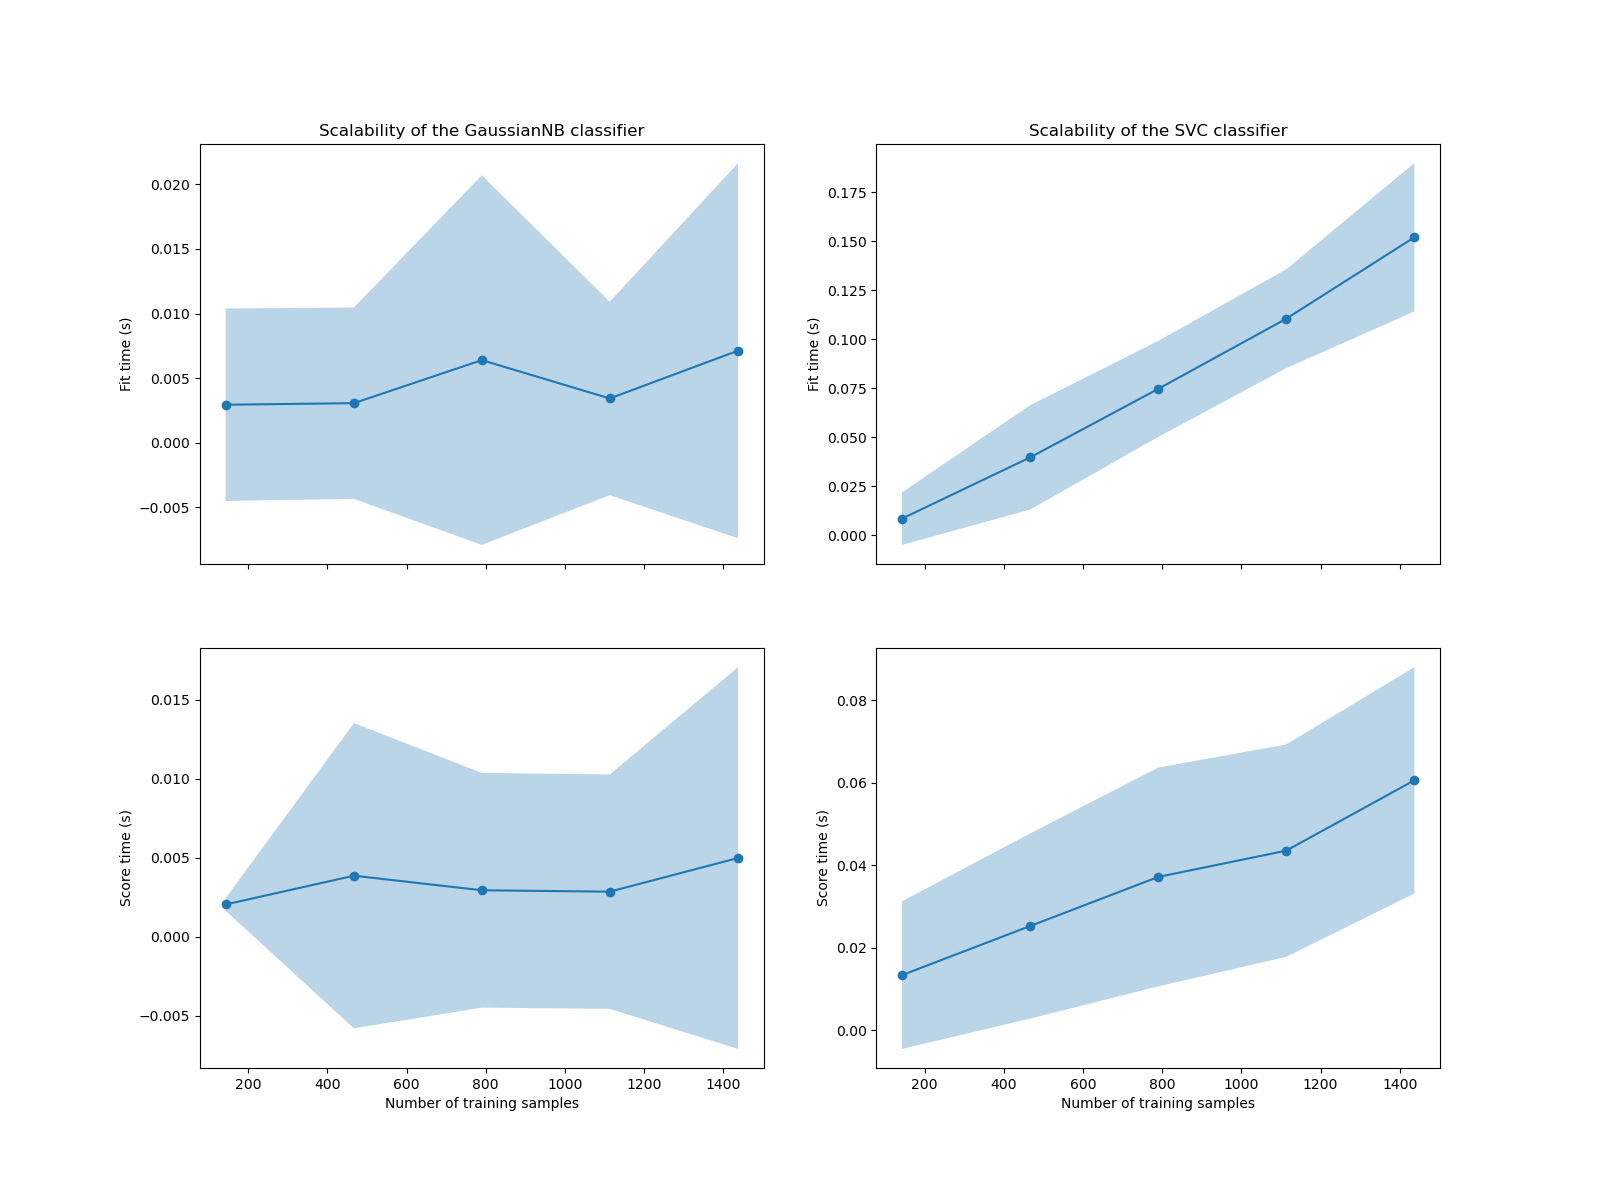 Scalability of the GaussianNB classifier
0.020
0.015
0.010
0.005
0.000
−0.005
Fit time (s)
Scalability of the SVC classifier
0.175
0.150
0.125
0.100
0.075
0.050
0.025
0.000
Fit time (s)
0.015
0.010
0.005
0.000
−0.005
Score time (s)
200 400 600 800 1000 1200 1400
Number of training samples
0.08
0.06
0.04
0.02
0.00
Score time (s)
200 400 600 800 1000 1200 1400
Number of training samples